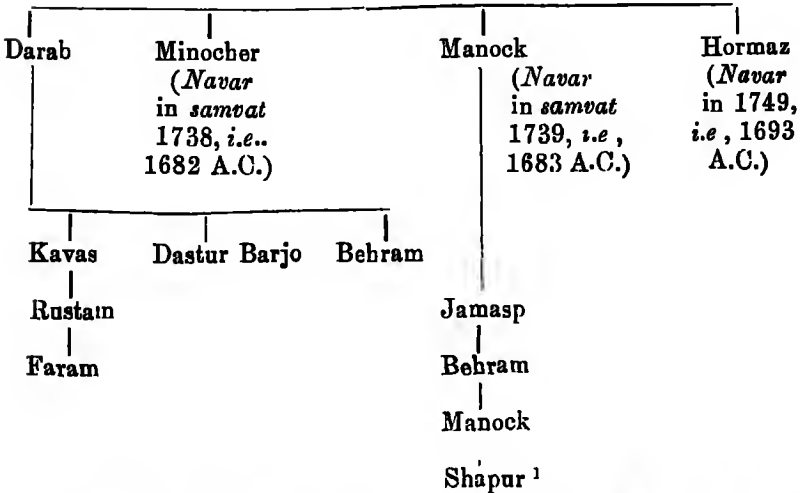 Darab Minocher Manock Hormaz
(Navar (Navar (Navar
in samvat in samvat in 1749,
1738, i.e.. 1739, i.e , i.e , 1693
1682 A.C.) 1683 A.C.) A.C.)
Kavas Dastur Barjo Behram
Rustam Jamasp
Faram Behram
Manock
Shapur ¹